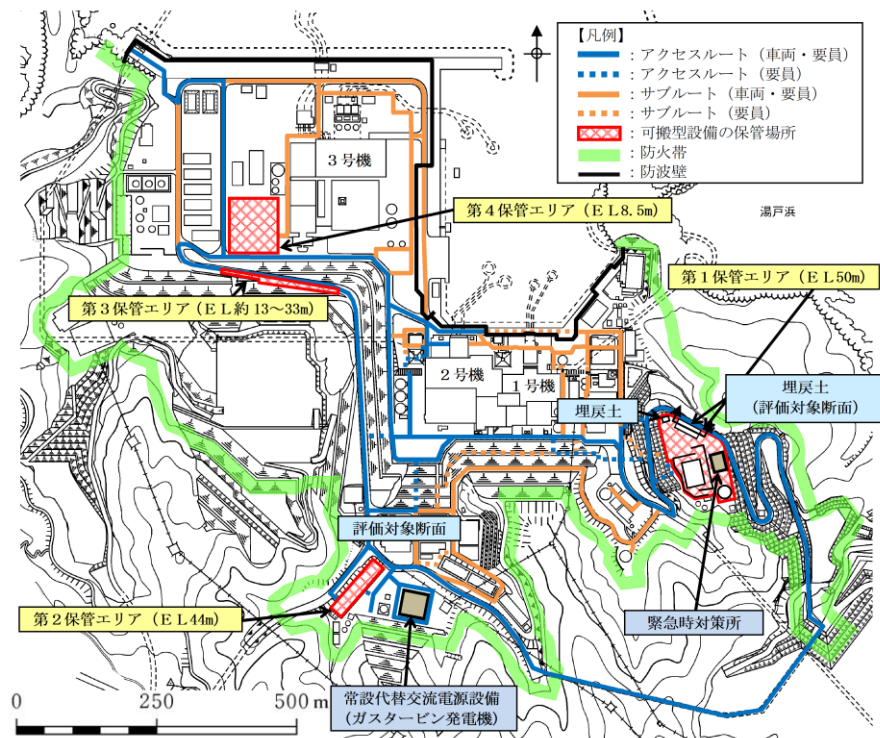 【凡例】
：アクセスルート（車両・要員）
：アクセスルート（要員）
：サブルート（車両・要員）
：サブルート（要員）
：可搬型設備の保管場所
：防火帯
：防波壁
3号機
湯戸浜
第４保管エリア（ＥＬ8.5m）
第１保管エリア（ＥＬ50m）
第３保管エリア（ＥＬ約13～33m）
2号機
1号機
埋戻土
埋戻土
（評価対象断面）
評価対象断面
第２保管エリア（ＥＬ44m）
緊急時対策所
常設代替交流電源設備
（ガスタービン発電機）
0
250
500 m